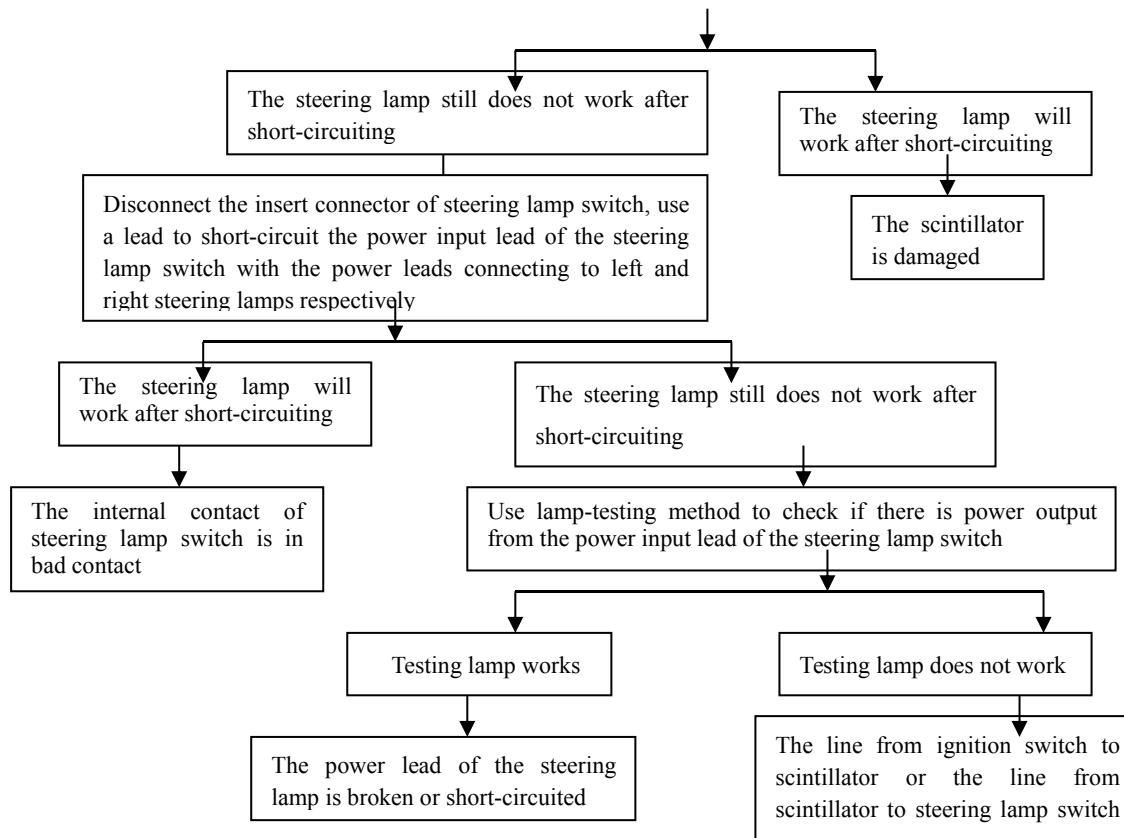 The steering lamp still does not work after
short-circuiting
The steering lamp will
work after short-circuiting
Disconnect the insert connector of steering lamp switch, use
a lead to short-circuit the power input lead of the steering
lamp switch with the power leads connecting to left and
right steering lamps respectively
The scintillator
is damaged
The steering lamp will
work after short-circuiting
The steering lamp still does not work after
short-circuiting
The internal contact of
steering lamp switch is in
bad contact
Use lamp-testing method to check if there is power output
from the power input lead of the steering lamp switch
Testing lamp works
Testing lamp does not work
The power lead of the steering
lamp is broken or short-circuited
The line from ignition switch to
scintillator or the line from
scintillator to steering lamp switch